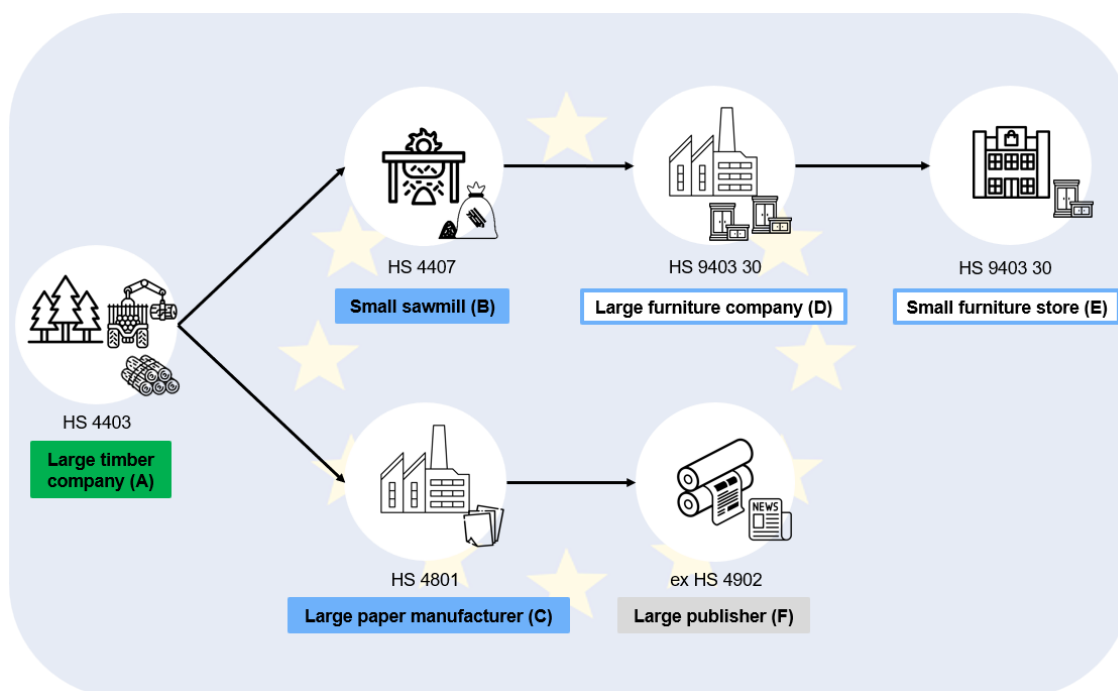 HS 4407
Small sawmill (B)
HS 9403 30
Large furniture company (D)
HS 9403 30
Small furniture store (E)
HS 4403
Large timber
company (A)
HS 4801
Large paper manufacturer (C)
NEWS
ex HS 4902
Large publisher (F)